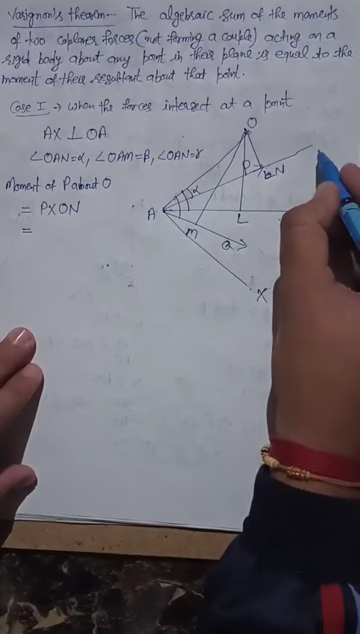 Varignon's theorem - The algebraic sum of the moments
of two coplaner forces (not forming a couple) acting on a
rigid body about any point in their plane is equal to the
moment of their resultant about that point.
Case I → when the forces intersect at a point
AX ⊥ OA
∠OAN=α, ∠OAM=β, ∠OAN=γ
Moment of P about O
= P×ON
=
O
α
N
A
M
L
Q
X